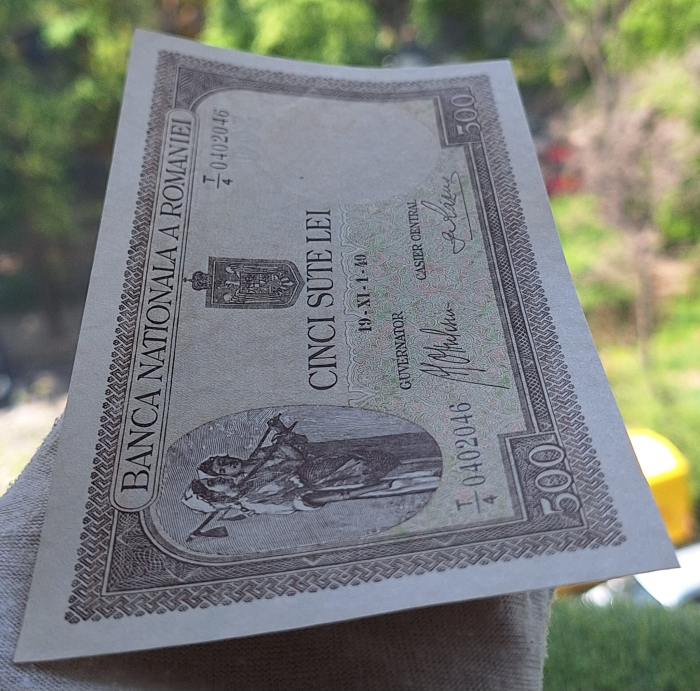 BANCA NATIONALA A ROMANIEI
T/4 0402046
CINCI SUTE LEI
19-XI-1-40
GUVERNATOR
CASIER CENTRAL
T/4 0402046
500
500